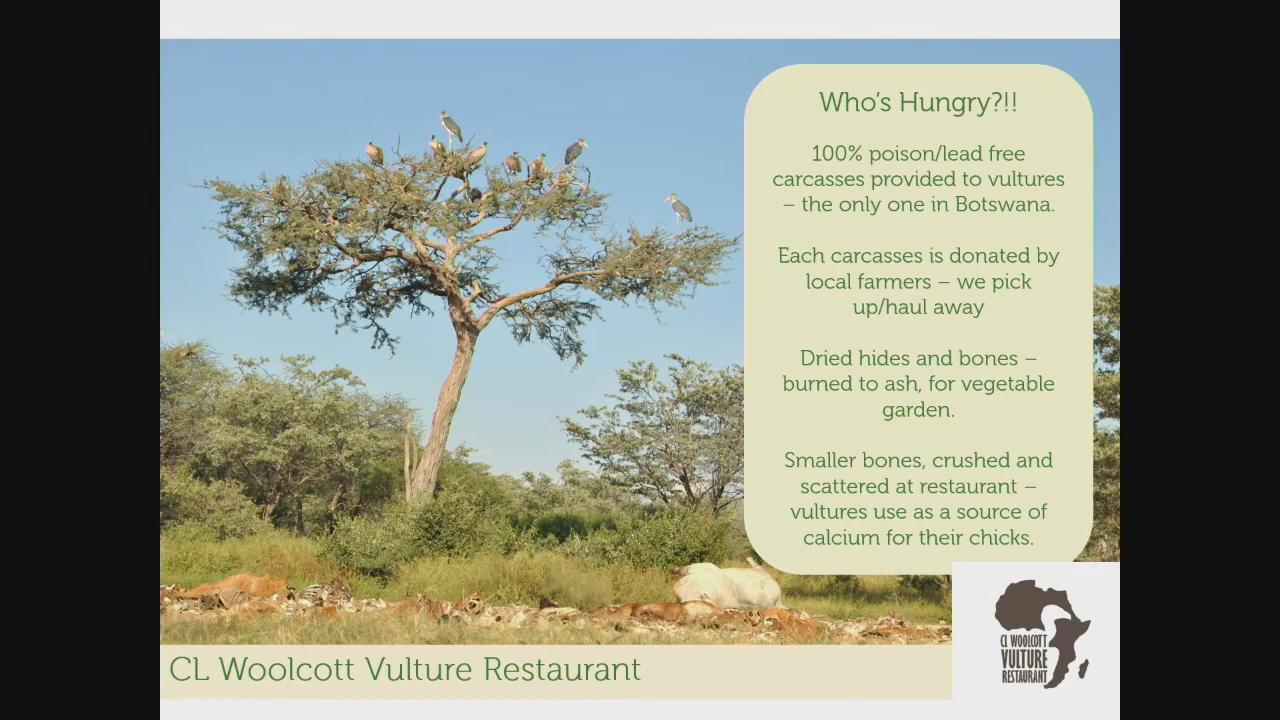 Who's Hungry?!!
100% poison/lead free
carcasses provided to vultures
– the only one in Botswana.
Each carcasses is donated by
local farmers – we pick
up/haul away
Dried hides and bones –
burned to ash, for vegetable
garden.
Smaller bones, crushed and
scattered at restaurant –
vultures use as a source of
calcium for their chicks.
CL Woolcott Vulture Restaurant
CL WOOLCOTT
VULTURE
RESTAURANT